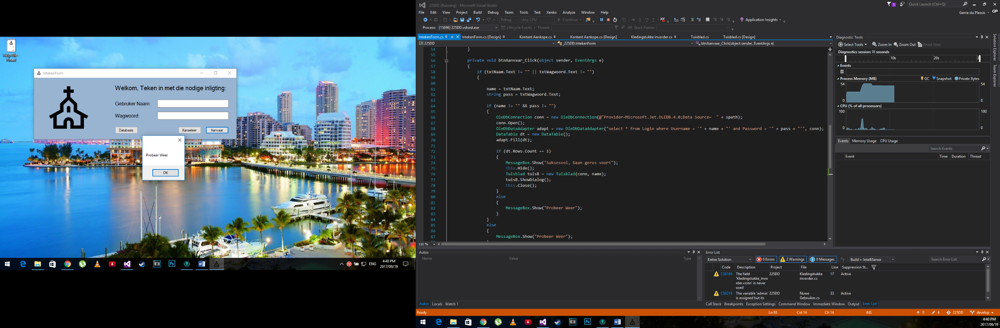 Help File -
Finaal
IntekenForm
Welkom, Teken in met die nodige inligting:
Gebruiker Naam:
Wagwoord:
Databasis
Kanselleer
Aanvaar
Probeer Weer
OK
ENG
4:40 PM
2017/09/19
225DD (Running) - Microsoft Visual Studio
1
Quick Launch (Ctrl+Q)
File Edit View Project Build Debug Team Tools Test Xenko Analyze Window Help
Gerrie du Plessis
GP
Debug Any CPU Continue
Application Insights
Process: [15696] 225DD.vshost.exe Lifecycle Events Thread: Stack Frame:
IntekenForm.cs IntekenForm.cs [Design] Kontant Aankope.cs Kontant Aankope.cs [Design] Kledingstukke invorder.cs Tuisblad.cs Tuisblad.cs [Design]
225DD _225DD.IntekenForm btnAanvaar_Click(object sender, EventArgs e)
54 }
55
56 private void btnAanvaar_Click(object sender, EventArgs e)
57 {
58 if (txtNaam.Text != "" || txtWagwoord.Text != "")
59 {
60
61 name = txtNaam.Text;
62 string pass = txtWagwoord.Text;
63
64 if (name != "" && pass != "")
65 {
66 OleDbConnection conn = new OleDbConnection(@"Provider=Microsoft.Jet.OLEDB.4.0;Data Source=  " + spath);
67 conn.Open();
68 OleDbDataAdapter adapt = new OleDbDataAdapter("select * from Login where Username = '" + name + "' and Password = '" + pass + "'", conn);
69 DataTable dt = new DataTable();
70 adapt.Fill(dt);
71
72 if (dt.Rows.Count == 1)
73 {
74 MessageBox.Show("Suksesvol, Gaan gerus voort");
75 this.Hide();
76 Tuisblad tuisB = new Tuisblad(conn, name);
77 tuisB.ShowDialog();
78 this.Close();
79 }
80 else
81 {
82 MessageBox.Show("Probeer Weer");
83 }
84 }
85 else
86 {
87 MessageBox.Show("Probeer Weer");
110 %
Diagnostic Tools
Select Tools Zoom In Zoom Out Reset View
Diagnostics session: 11 seconds
10s 20s
Events
Process Memory (MB) GC Snapshot Private Bytes
54 54
0 0
CPU (% of all processors)
100 100
0 0
Events Memory Usage CPU Usage
Search Events
Event Time Duration Thread
Solution Explorer
Team Explorer
Autos
Name Value Type
Autos Locals Watch 1
Error List
Entire Solution 0 Errors 2 Warnings 0 Messages Build + IntelliSense Search Error List
Code Description Project File Line Suppression St...
CS0169 The field 225DD Kledingstukke 17 Active
'Kledingstukke_invo invorder.cs
rder.conn' is never
used
CS0219 The variable 'admin' 225DD Nuwe 33 Active
is assigned but its Gebruiker.cs
Call Stack Breakpoints Exception Settings Command Window Immediate Window Output Error List
Ready Ln 93 Col 14 Ch 14 INS 0 4 225DD develop
4:40 PM
2017/09/19